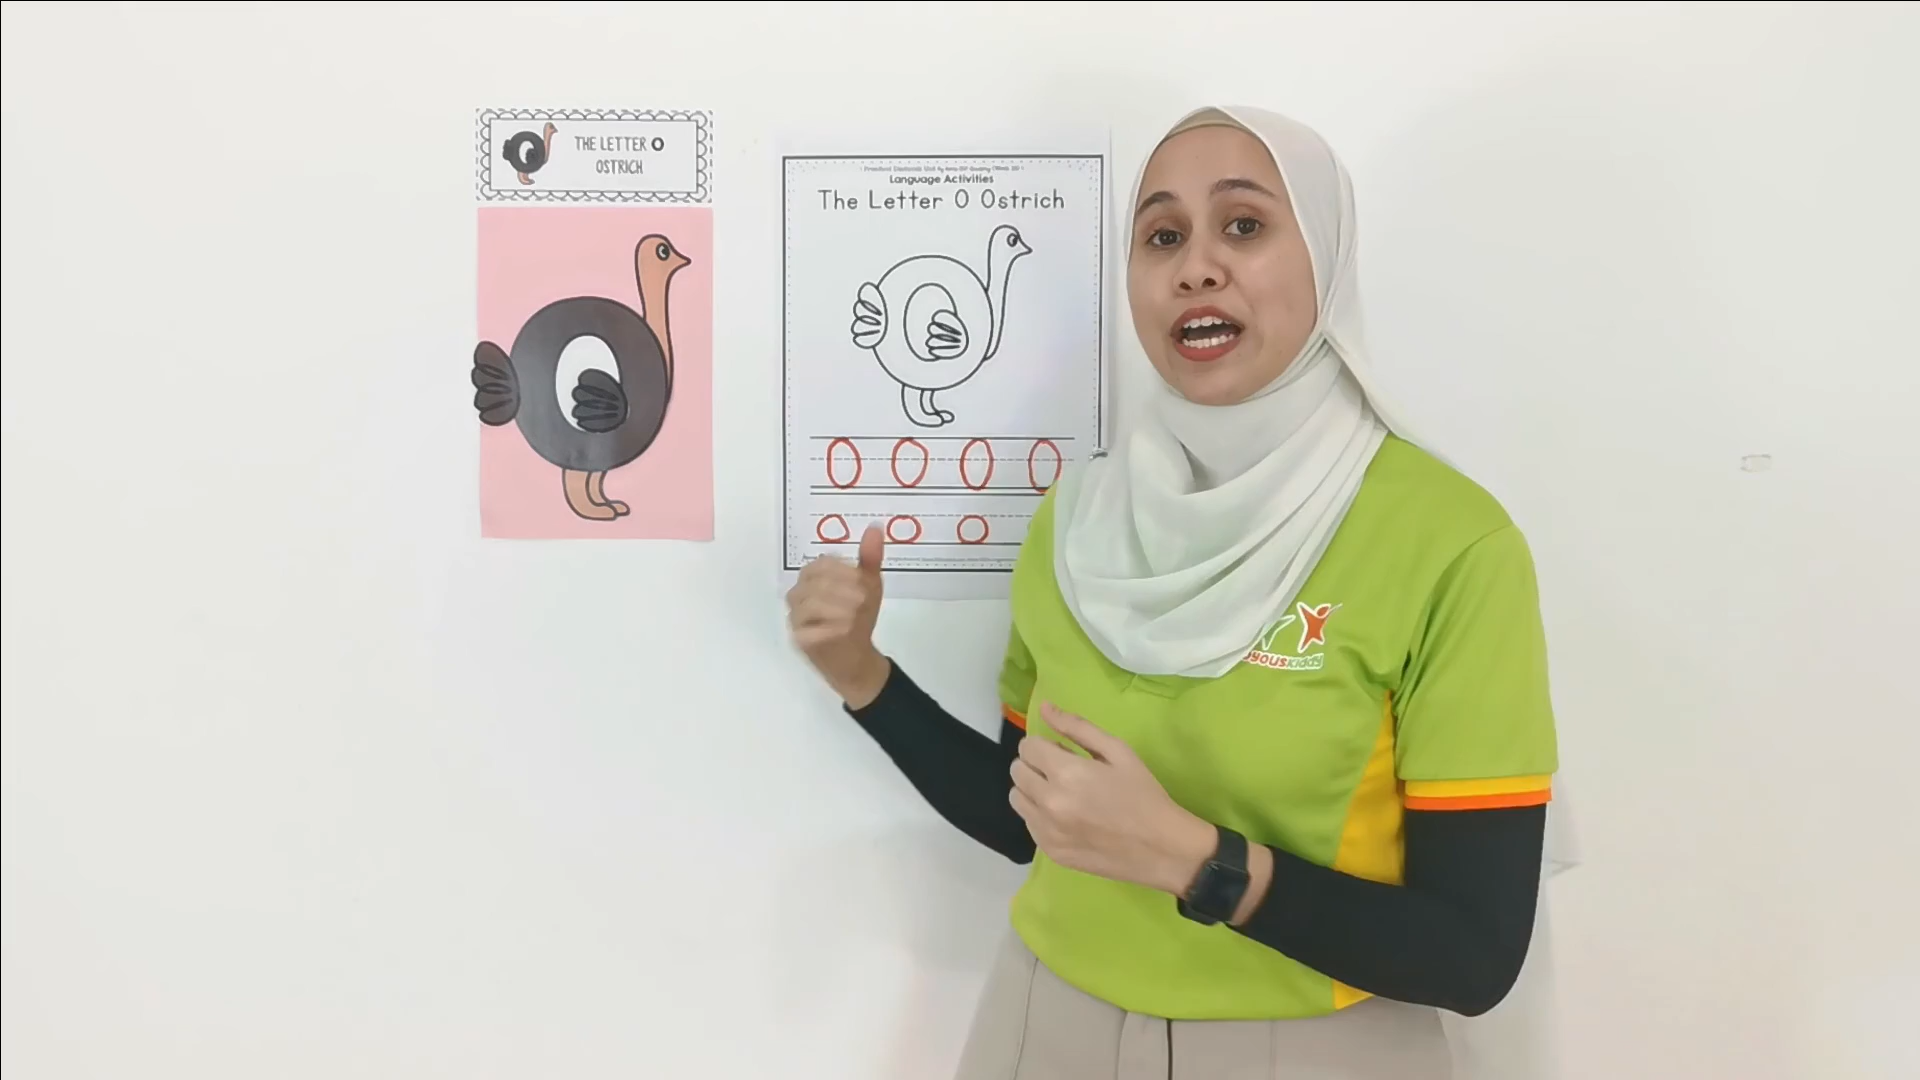 THE LETTER O
OSTRICH
Language Activities
The Letter O Ostrich
O O O O
o o o